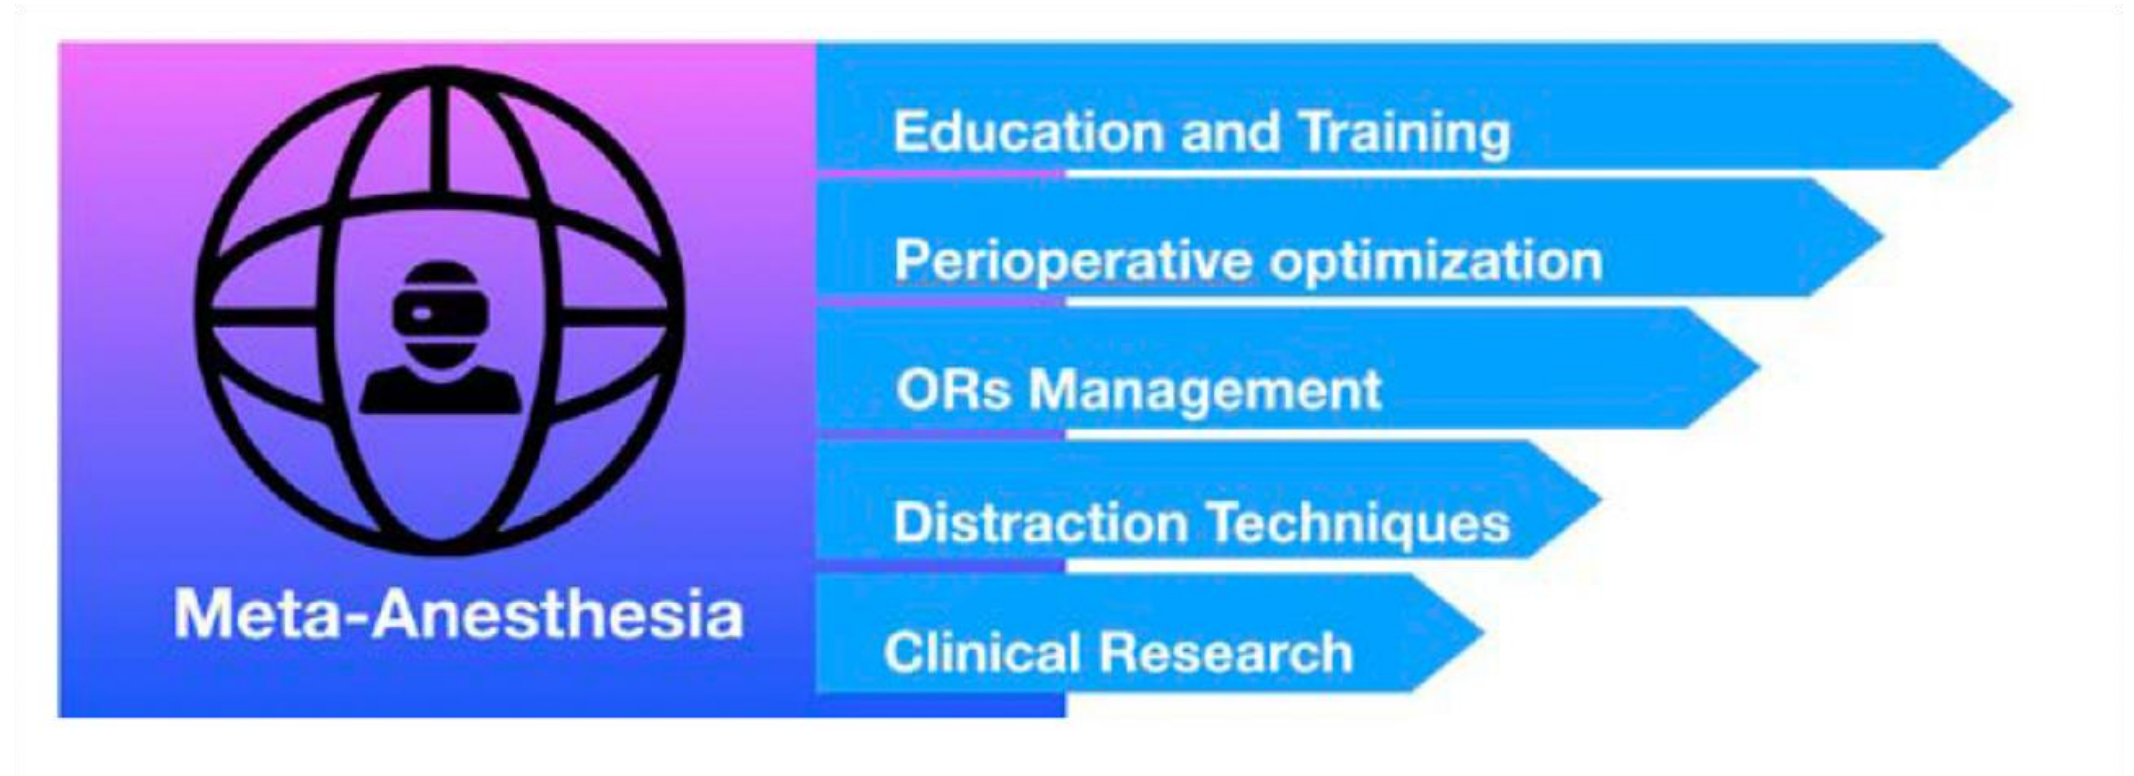 Education and Training
Perioperative optimization
ORs Management
Distraction Techniques
Clinical Research
Meta-Anesthesia